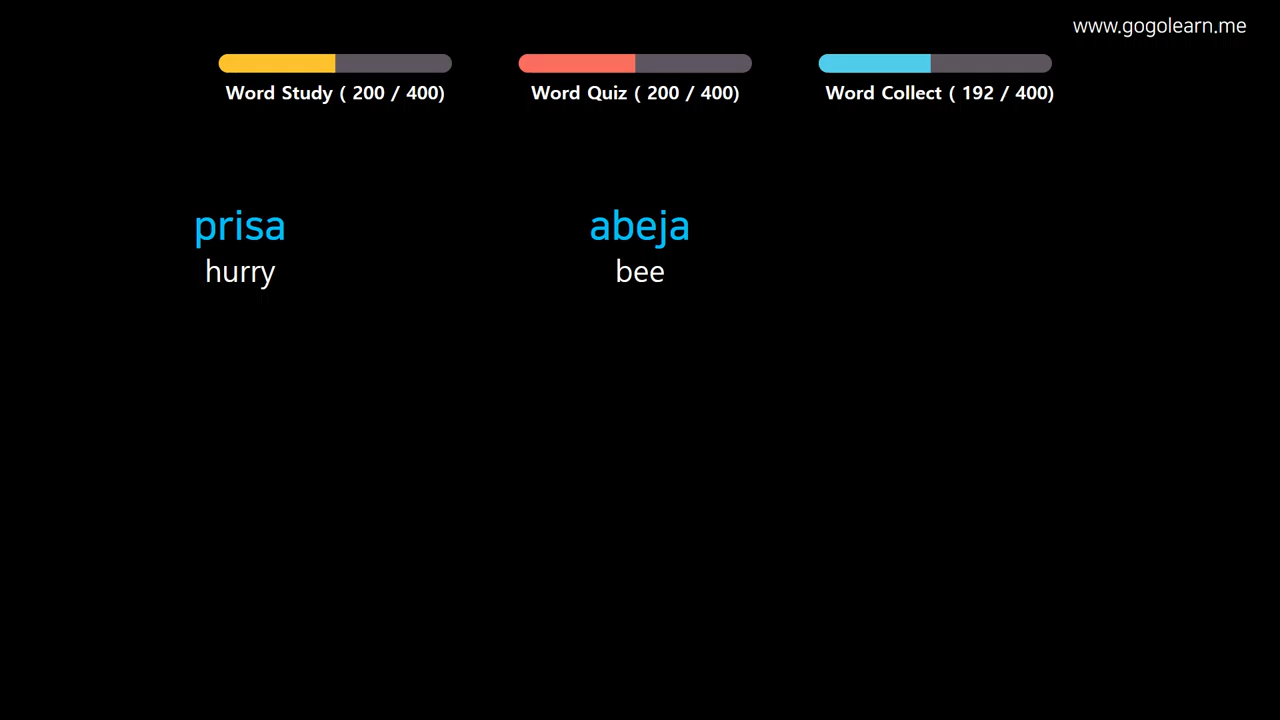 www.gogolearn.me
Word Study ( 200 / 400)
Word Quiz ( 200 / 400)
Word Collect ( 192 / 400)
prisa
hurry
abeja
bee